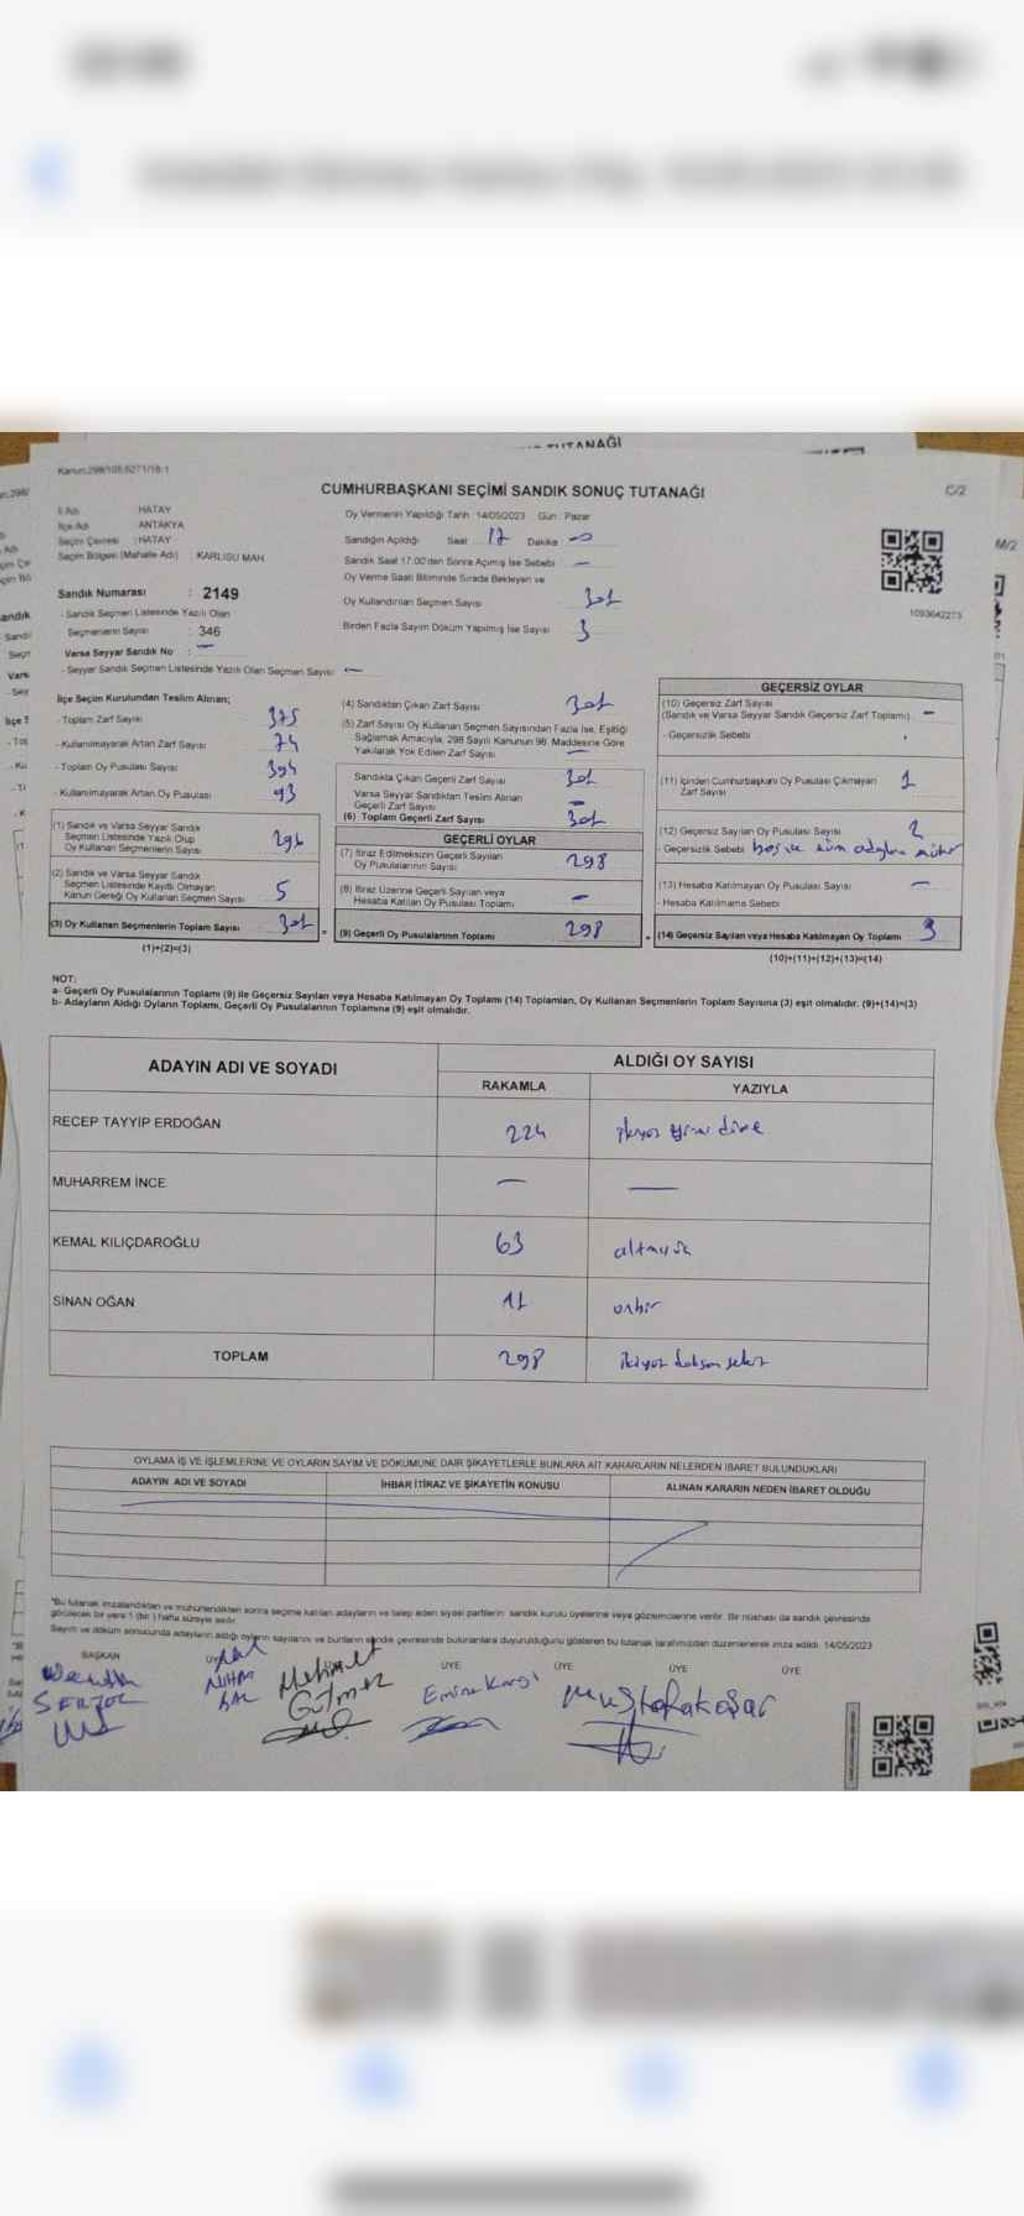 TUTANAĞI
Kanun:298/105:6271/18:1
CUMHURBAŞKANI SEÇİMİ SANDIK SONUÇ TUTANAĞI
C/2
M/2
İl Adı HATAY
İlçe Adı ANTAKYA
Seçim Çevresi : HATAY
Seçim Bölgesi (Mahalle Adı) : KARLISU MAH.
Sandık Numarası : 2149
- Sandık Seçmen Listesinde Yazılı Olan
Seçmenlerin Sayısı : 346
Varsa Seyyar Sandık No : —
- Seyyar Sandık Seçmen Listesinde Yazılı Olan Seçmen Sayısı: —
Oy Vermenin Yapıldığı Tarih : 14/05/2023 Gün : Pazar
Sandığın Açıldığı Saat 17 Dakika
Sandık Saat 17.00'den Sonra Açımış İse Sebebi —
Oy Verme Saati Bitiminde Sırada Bekleyen ve
Oy Kullandırılan Seçmen Sayısı 301
Birden Fazla Sayım Döküm Yapılmış İse Sayısı 3
1093642273
İlçe Seçim Kurulundan Teslim Alınan;
- Toplam Zarf Sayısı 375
- Kullanılmayarak Artan Zarf Sayısı 74
- Toplam Oy Pusulası Sayısı 394
- Kullanılmayarak Artan Oy Pusulası 93
(1) Sandık ve Varsa Seyyar Sandık
Seçmen Listesinde Yazılı Olup
Oy Kullanan Seçmenlerin Sayısı 296
(2) Sandık ve Varsa Seyyar Sandık
Seçmen Listesinde Kayıtlı Olmayan
Kanun Gereği Oy Kullanan Seçmen Sayısı 5
(3) Oy Kullanan Seçmenlerin Toplam Sayısı 301
(1)+(2)=(3)
(4) Sandıktan Çıkan Zarf Sayısı 301
(5) Zarf Sayısı Oy Kullanan Seçmen Sayısından Fazla İse, Eşitliği
Sağlamak Amacıyla, 298 Sayılı Kanunun 98. Maddesine Göre
Yakılarak Yok Edilen Zarf Sayısı —
Sandıkta Çıkan Geçerli Zarf Sayısı 301
Varsa Seyyar Sandıktan Teslim Alınan
Geçerli Zarf Sayısı —
(6) Toplam Geçerli Zarf Sayısı 301
GEÇERLİ OYLAR
(7) İtiraz Edilmeksizin Geçerli Sayılan
Oy Pusulalarının Sayısı 298
(8) İtiraz Üzerine Geçerli Sayılan veya
Hesaba Katılan Oy Pusulası Toplamı —
(9) Geçerli Oy Pusulalarının Toplamı 298
GEÇERSİZ OYLAR
(10) Geçersiz Zarf Sayısı
(Sandık ve Varsa Seyyar Sandık Geçersiz Zarf Toplamı) —
- Geçersizlik Sebebi
(11) İçinden Cumhurbaşkanı Oy Pusulası Çıkmayan
Zarf Sayısı 1
(12) Geçersiz Sayılan Oy Pusulası Sayısı 2
- Geçersizlik Sebebi boş ve tüm adaylara mühür
(13) Hesaba Katılmayan Oy Pusulası Sayısı —
- Hesaba Katılmama Sebebi
(14) Geçersiz Sayılan veya Hesaba Katılmayan Oy Toplamı 3
(10)+(11)+(12)+(13)=(14)
NOT:
a- Geçerli Oy Pusulalarının Toplamı (9) ile Geçersiz Sayılan veya Hesaba Katılmayan Oy Toplamı (14) Toplamları, Oy Kullanan Seçmenlerin Toplam Sayısına (3) eşit olmalıdır. (9)+(14)=(3)
b- Adayların Aldığı Oyların Toplamı, Geçerli Oy Pusulalarının Toplamına (9) eşit olmalıdır.
ADAYIN ADI VE SOYADI ALDIĞI OY SAYISI
RAKAMLA YAZIYLA
RECEP TAYYİP ERDOĞAN 224 ikiyüz yirmi dört
MUHARREM İNCE — —
KEMAL KILIÇDAROĞLU 63 altmışüç
SİNAN OĞAN 11 onbir
TOPLAM 298 ikiyüz doksan sekiz
OYLAMA İŞ VE İŞLEMLERİNE VE OYLARIN SAYIM VE DÖKÜMÜNE DAİR ŞİKAYETLERLE BUNLARA AİT KARARLARIN NELERDEN İBARET BULUNDUKLARI
ADAYIN ADI VE SOYADI İHBAR İTİRAZ VE ŞİKAYETİN KONUSU ALINAN KARARIN NEDEN İBARET OLDUĞU
*Bu tutanak imzalandıktan ve mühürlendikten sonra seçime katılan adayların ve talep eden siyasi partilerin sandık kurulu üyelerine veya gözlemcilerine verilir. Bir nüshası da sandık çevresinde
görülecek bir yere 1 (bir ) hafta süreyle asılır.
Sayım ve döküm sonucunda adayların aldığı oyların sayılarını ve bunların sandık çevresinde bulunanlara duyurulduğunu gösteren bu tutanak tarafımızdan düzenlenerek imza edildi. 14/05/2023
BAŞKAN ÜYE ÜYE ÜYE ÜYE
Mehmet
Emine Kargı
Mustafa Koşar